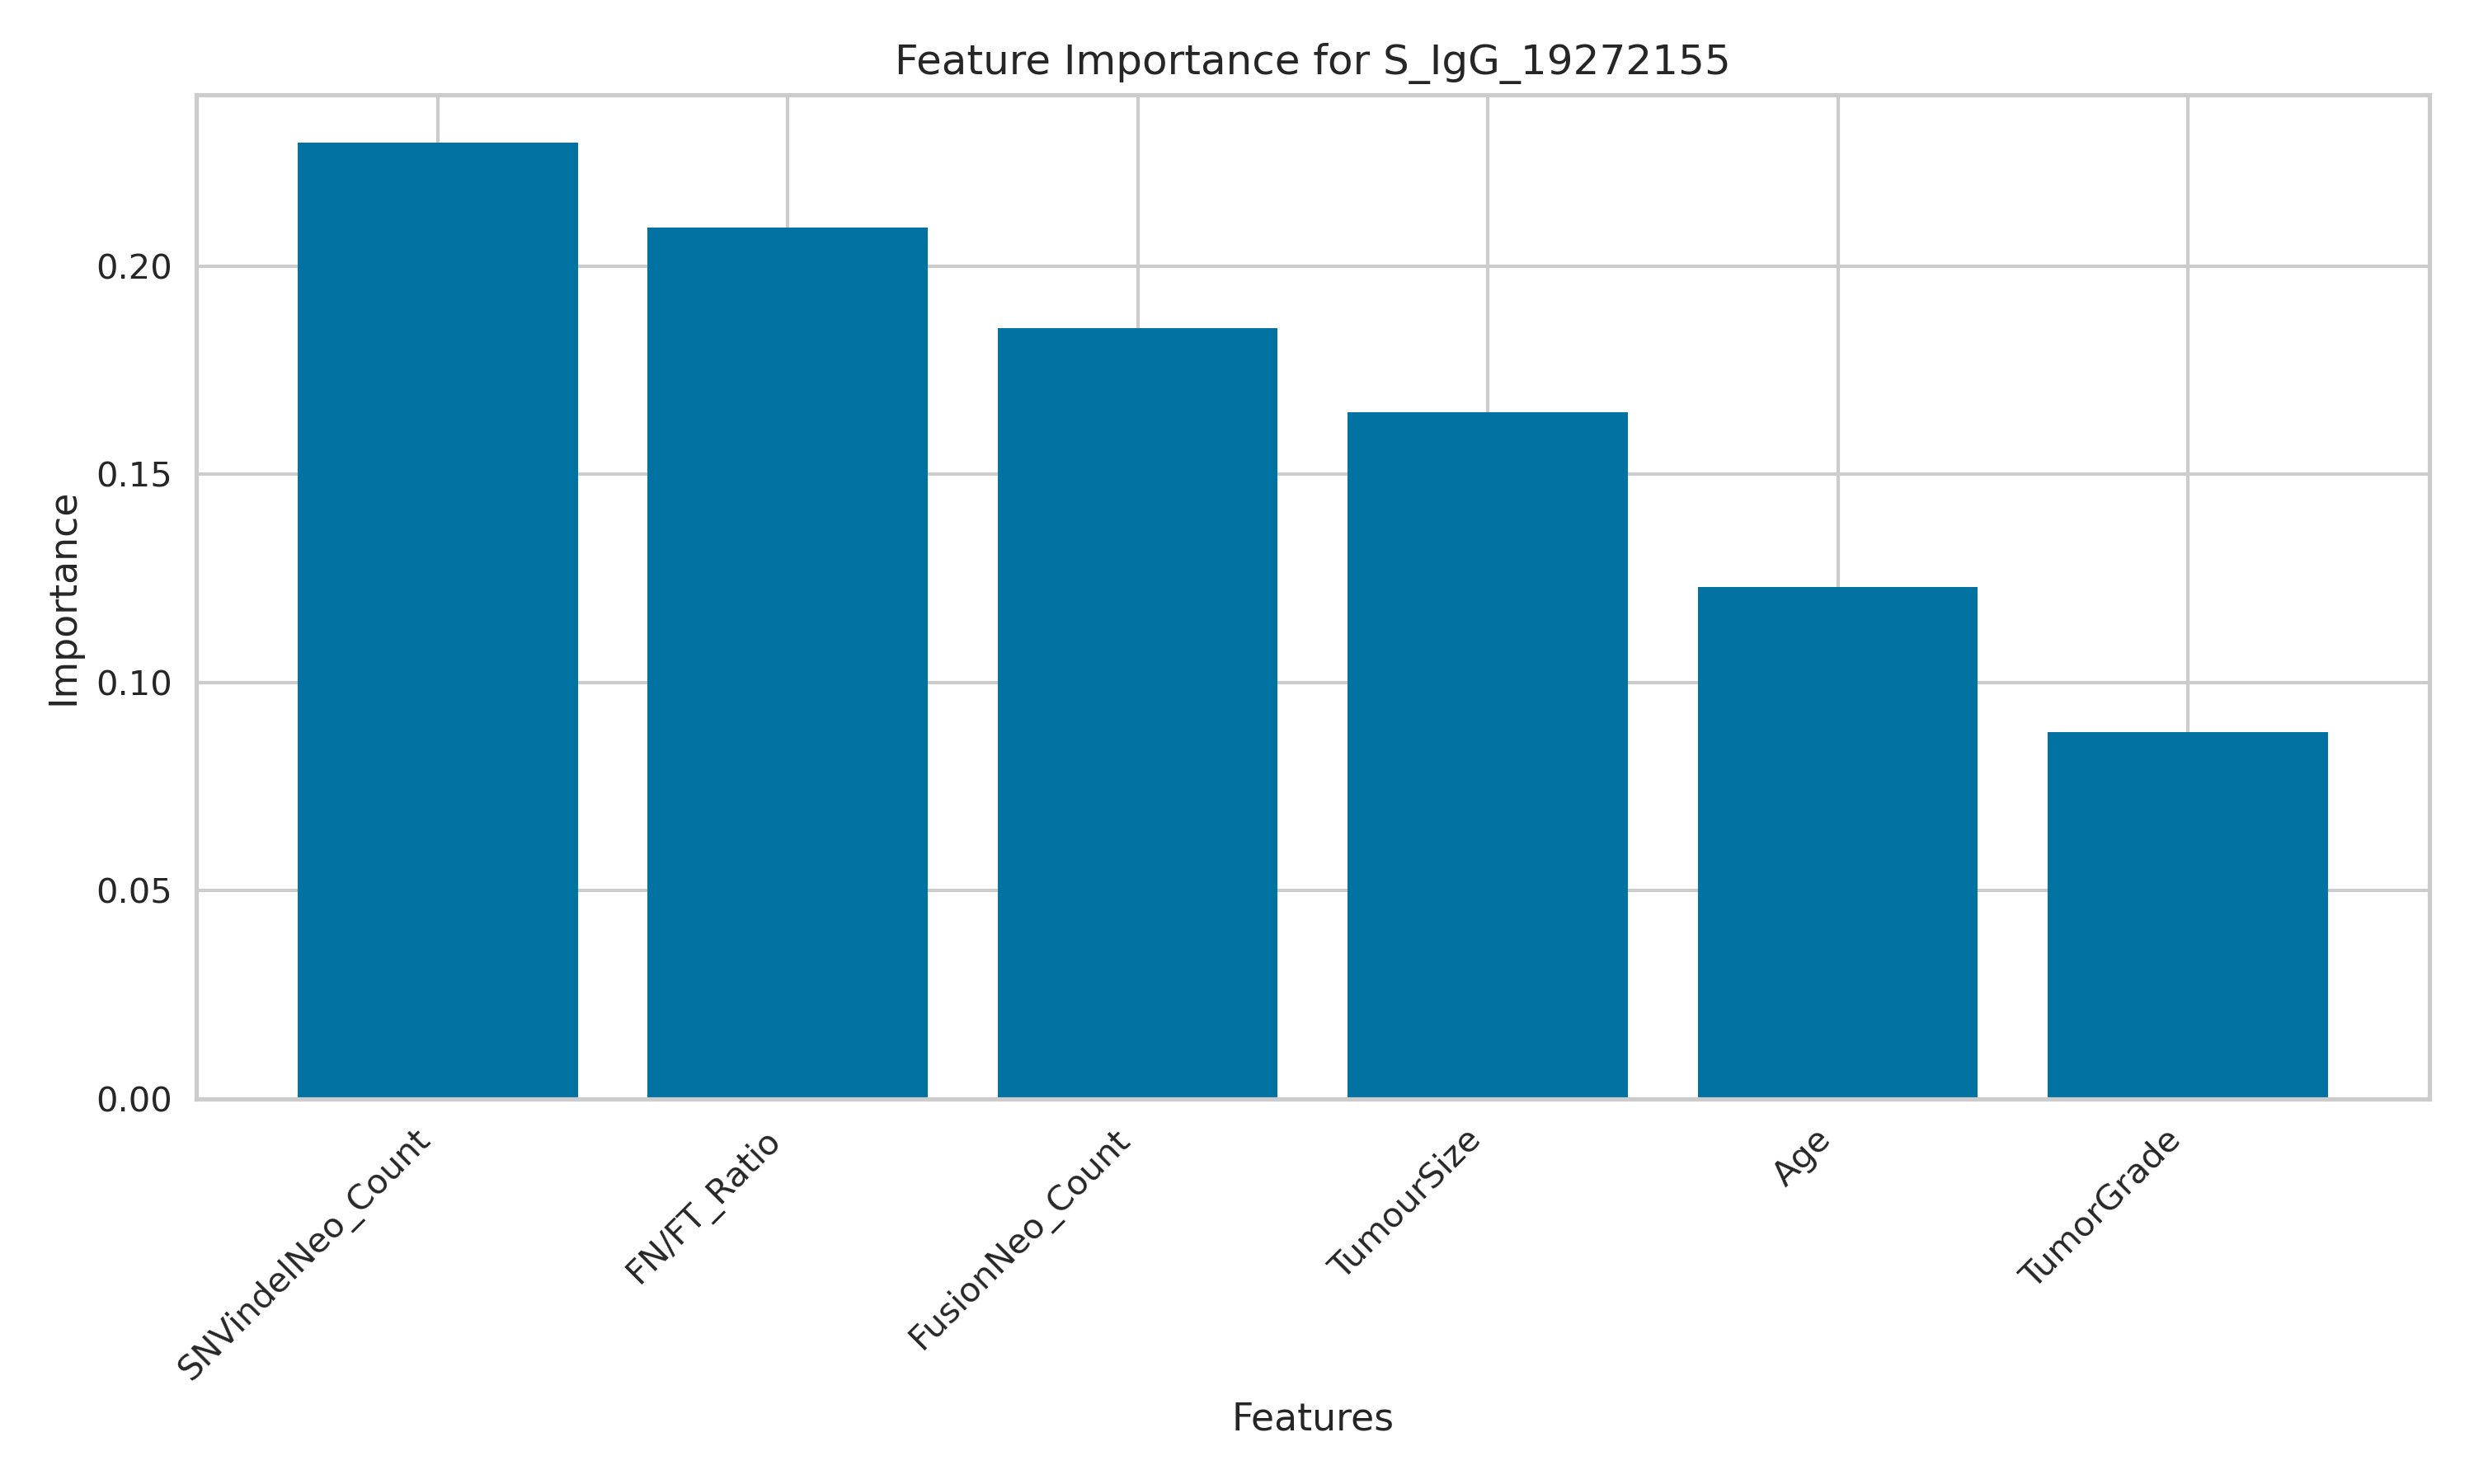 Feature Importance for S_IgG_19272155
Importance
0.20
0.15
0.10
0.05
0.00
SNVindelNeo_Count
FN/FT_Ratio
FusionNeo_Count
TumourSize
Age
TumorGrade
Features